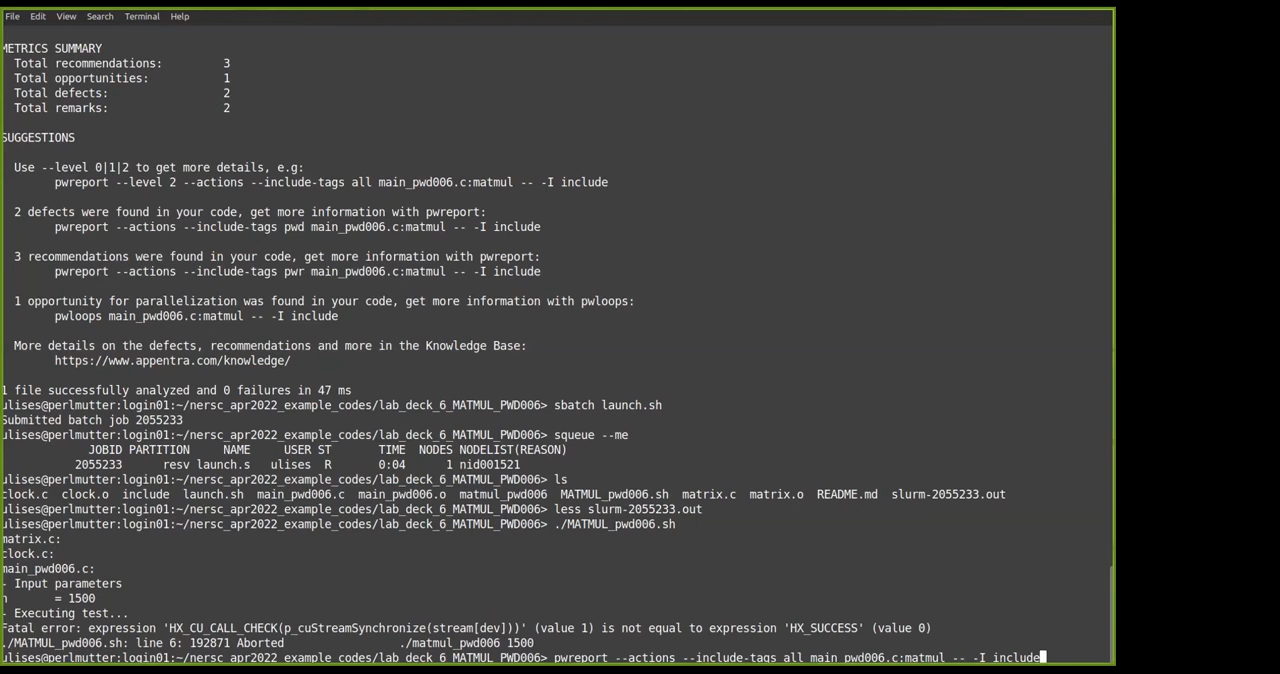 File Edit View Search Terminal Help
METRICS SUMMARY
Total recommendations: 3
Total opportunities: 1
Total defects: 2
Total remarks: 2
SUGGESTIONS
Use --level 0|1|2 to get more details, e.g:
pwreport --level 2 --actions --include-tags all main_pwd006.c:matmul -- -I include
2 defects were found in your code, get more information with pwreport:
pwreport --actions --include-tags pwd main_pwd006.c:matmul -- -I include
3 recommendations were found in your code, get more information with pwreport:
pwreport --actions --include-tags pwr main_pwd006.c:matmul -- -I include
1 opportunity for parallelization was found in your code, get more information with pwloops:
pwloops main_pwd006.c:matmul -- -I include
More details on the defects, recommendations and more in the Knowledge Base:
https://www.appentra.com/knowledge/
1 file successfully analyzed and 0 failures in 47 ms
ulises@perlmutter:login01:~/nersc_apr2022_example_codes/lab_deck_6_MATMUL_PWD006> sbatch launch.sh
Submitted batch job 2055233
ulises@perlmutter:login01:~/nersc_apr2022_example_codes/lab_deck_6_MATMUL_PWD006> squeue --me
JOBID PARTITION NAME USER ST TIME NODES NODELIST(REASON)
2055233 resv launch.s ulises R 0:04 1 nid001521
ulises@perlmutter:login01:~/nersc_apr2022_example_codes/lab_deck_6_MATMUL_PWD006> ls
clock.c clock.o include launch.sh main_pwd006.c main_pwd006.o matmul_pwd006 MATMUL_pwd006.sh matrix.c matrix.o README.md slurm-2055233.out
ulises@perlmutter:login01:~/nersc_apr2022_example_codes/lab_deck_6_MATMUL_PWD006> less slurm-2055233.out
ulises@perlmutter:login01:~/nersc_apr2022_example_codes/lab_deck_6_MATMUL_PWD006> ./MATMUL_pwd006.sh
matrix.c:
clock.c:
main_pwd006.c:
- Input parameters
n = 1500
- Executing test...
Fatal error: expression 'HX_CU_CALL_CHECK(p_cuStreamSynchronize(stream[dev]))' (value 1) is not equal to expression 'HX_SUCCESS' (value 0)
./MATMUL_pwd006.sh: line 6: 192871 Aborted ./matmul_pwd006 1500
ulises@perlmutter:login01:~/nersc_apr2022_example_codes/lab_deck_6_MATMUL_PWD006> pwreport --actions --include-tags all main_pwd006.c:matmul -- -I include